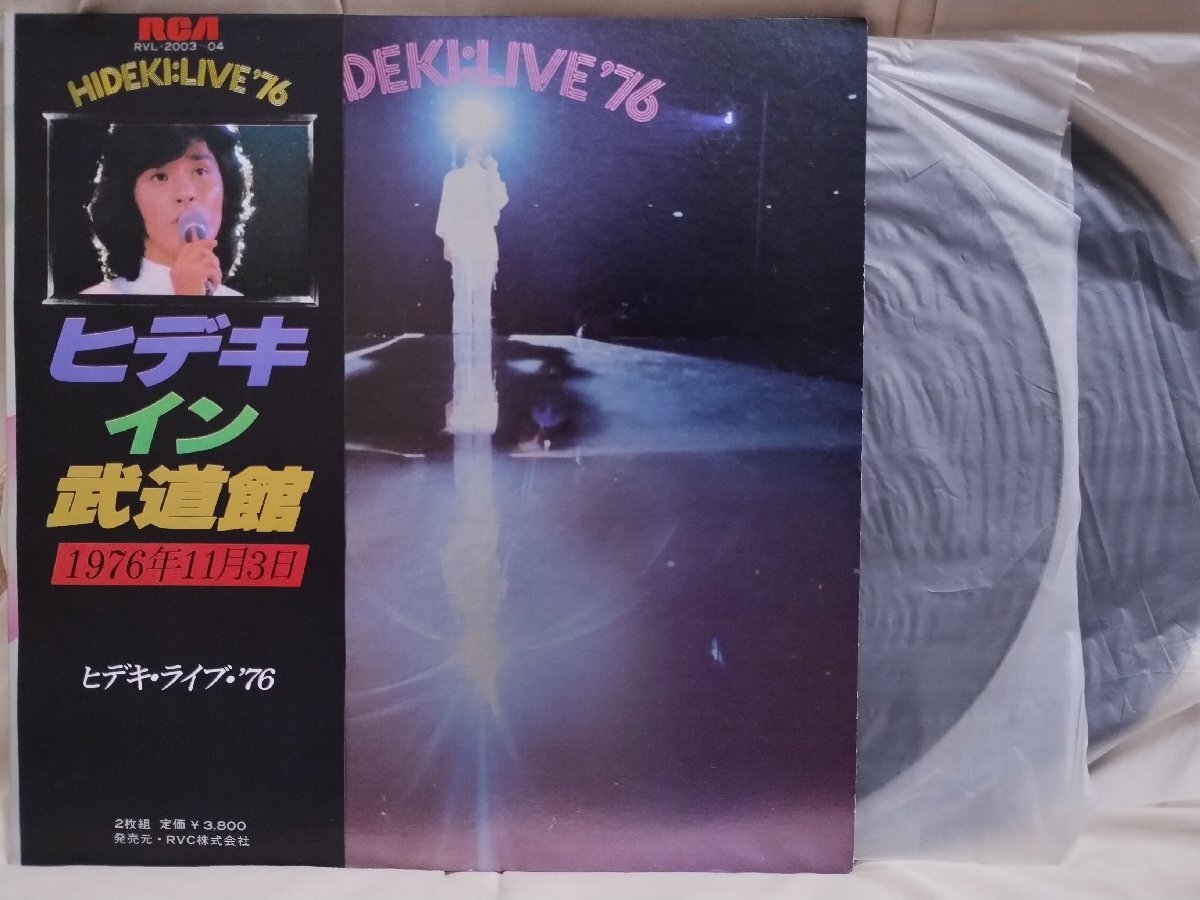 RCA
RVL-2003-04
HIDEKI:LIVE '76
ヒデキ
イン
武道館
1976年11月3日
ヒデキ・ライブ・'76
2枚組 定価 ¥3,800
発売元・RVC株式会社
IDEKI:LIVE '76